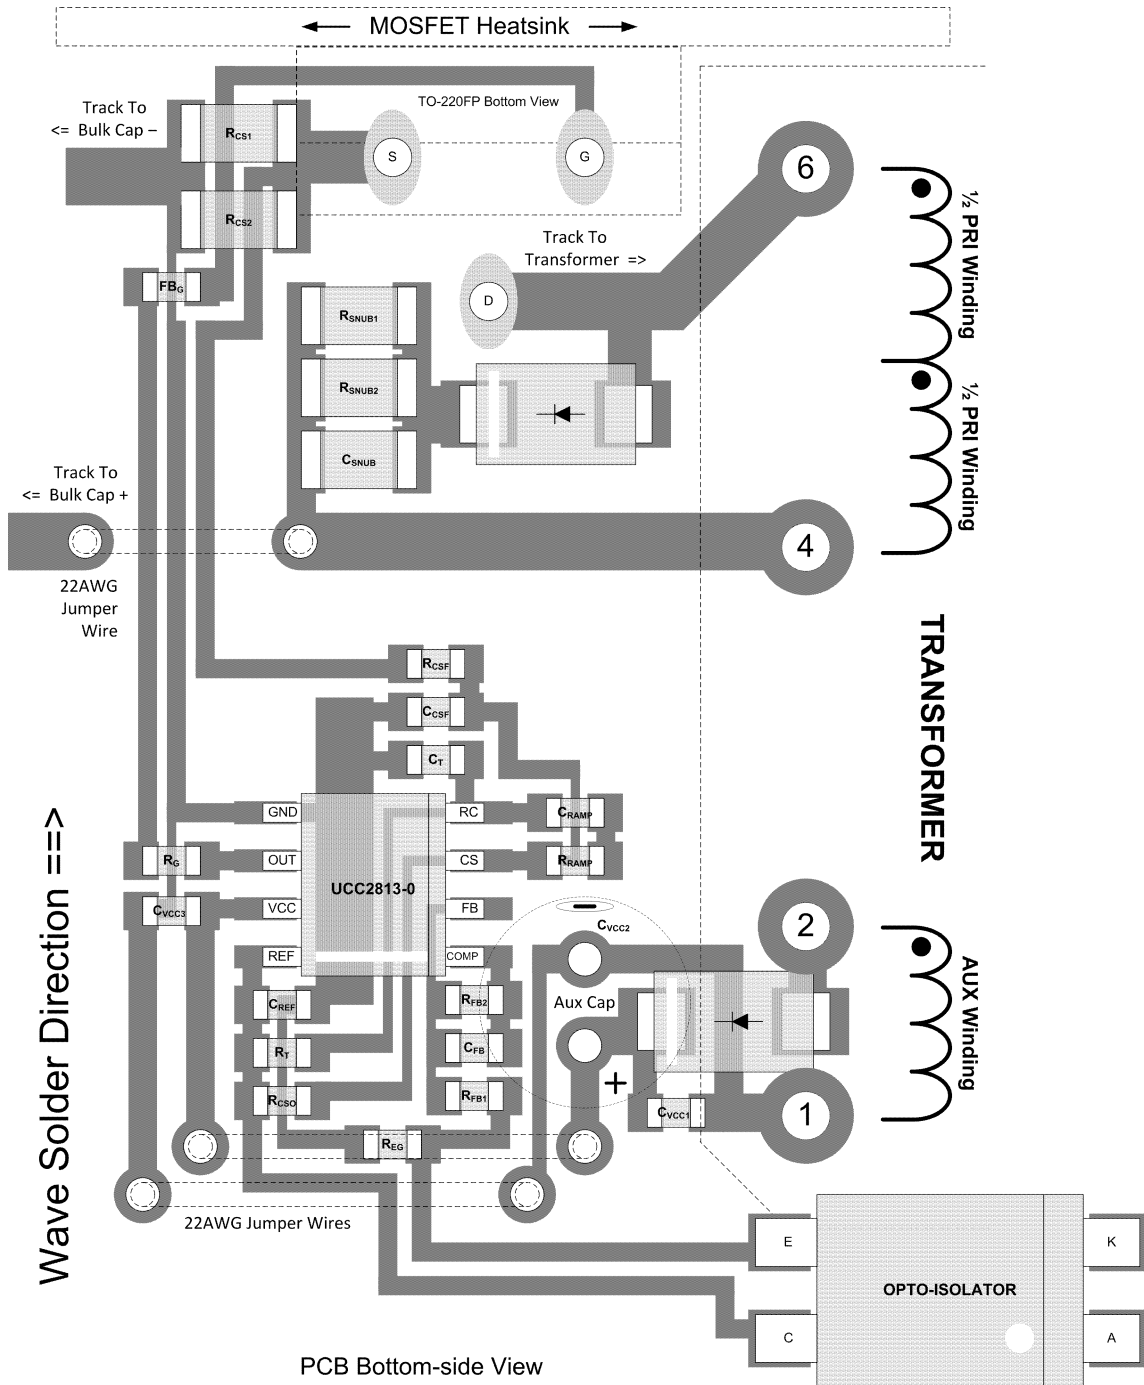 MOSFET Heatsink
Track To
<= Bulk Cap –
RCS1
TO-220FP Bottom View
S
G
6
RCS2
½ PRI Winding
Track To
Transformer =>
FBG
D
RSNUB1
RSNUB2
½ PRI Winding
CSNUB
Track To
<= Bulk Cap +
4
22AWG
Jumper
Wire
TRANSFORMER
RCSF
CCSF
CT
GND
RC
CRAMP
Wave Solder Direction ==>
RG
OUT
CS
RRAMP
UCC2813-0
CVCC3
VCC
FB
CVCC2
2
REF
COMP
AUX Winding
CREF
RFB2
Aux Cap
RT
CFB
+
RCSO
RFB1
CVCC1
1
REG
22AWG Jumper Wires
E
K
OPTO-ISOLATOR
C
A
PCB Bottom-side View